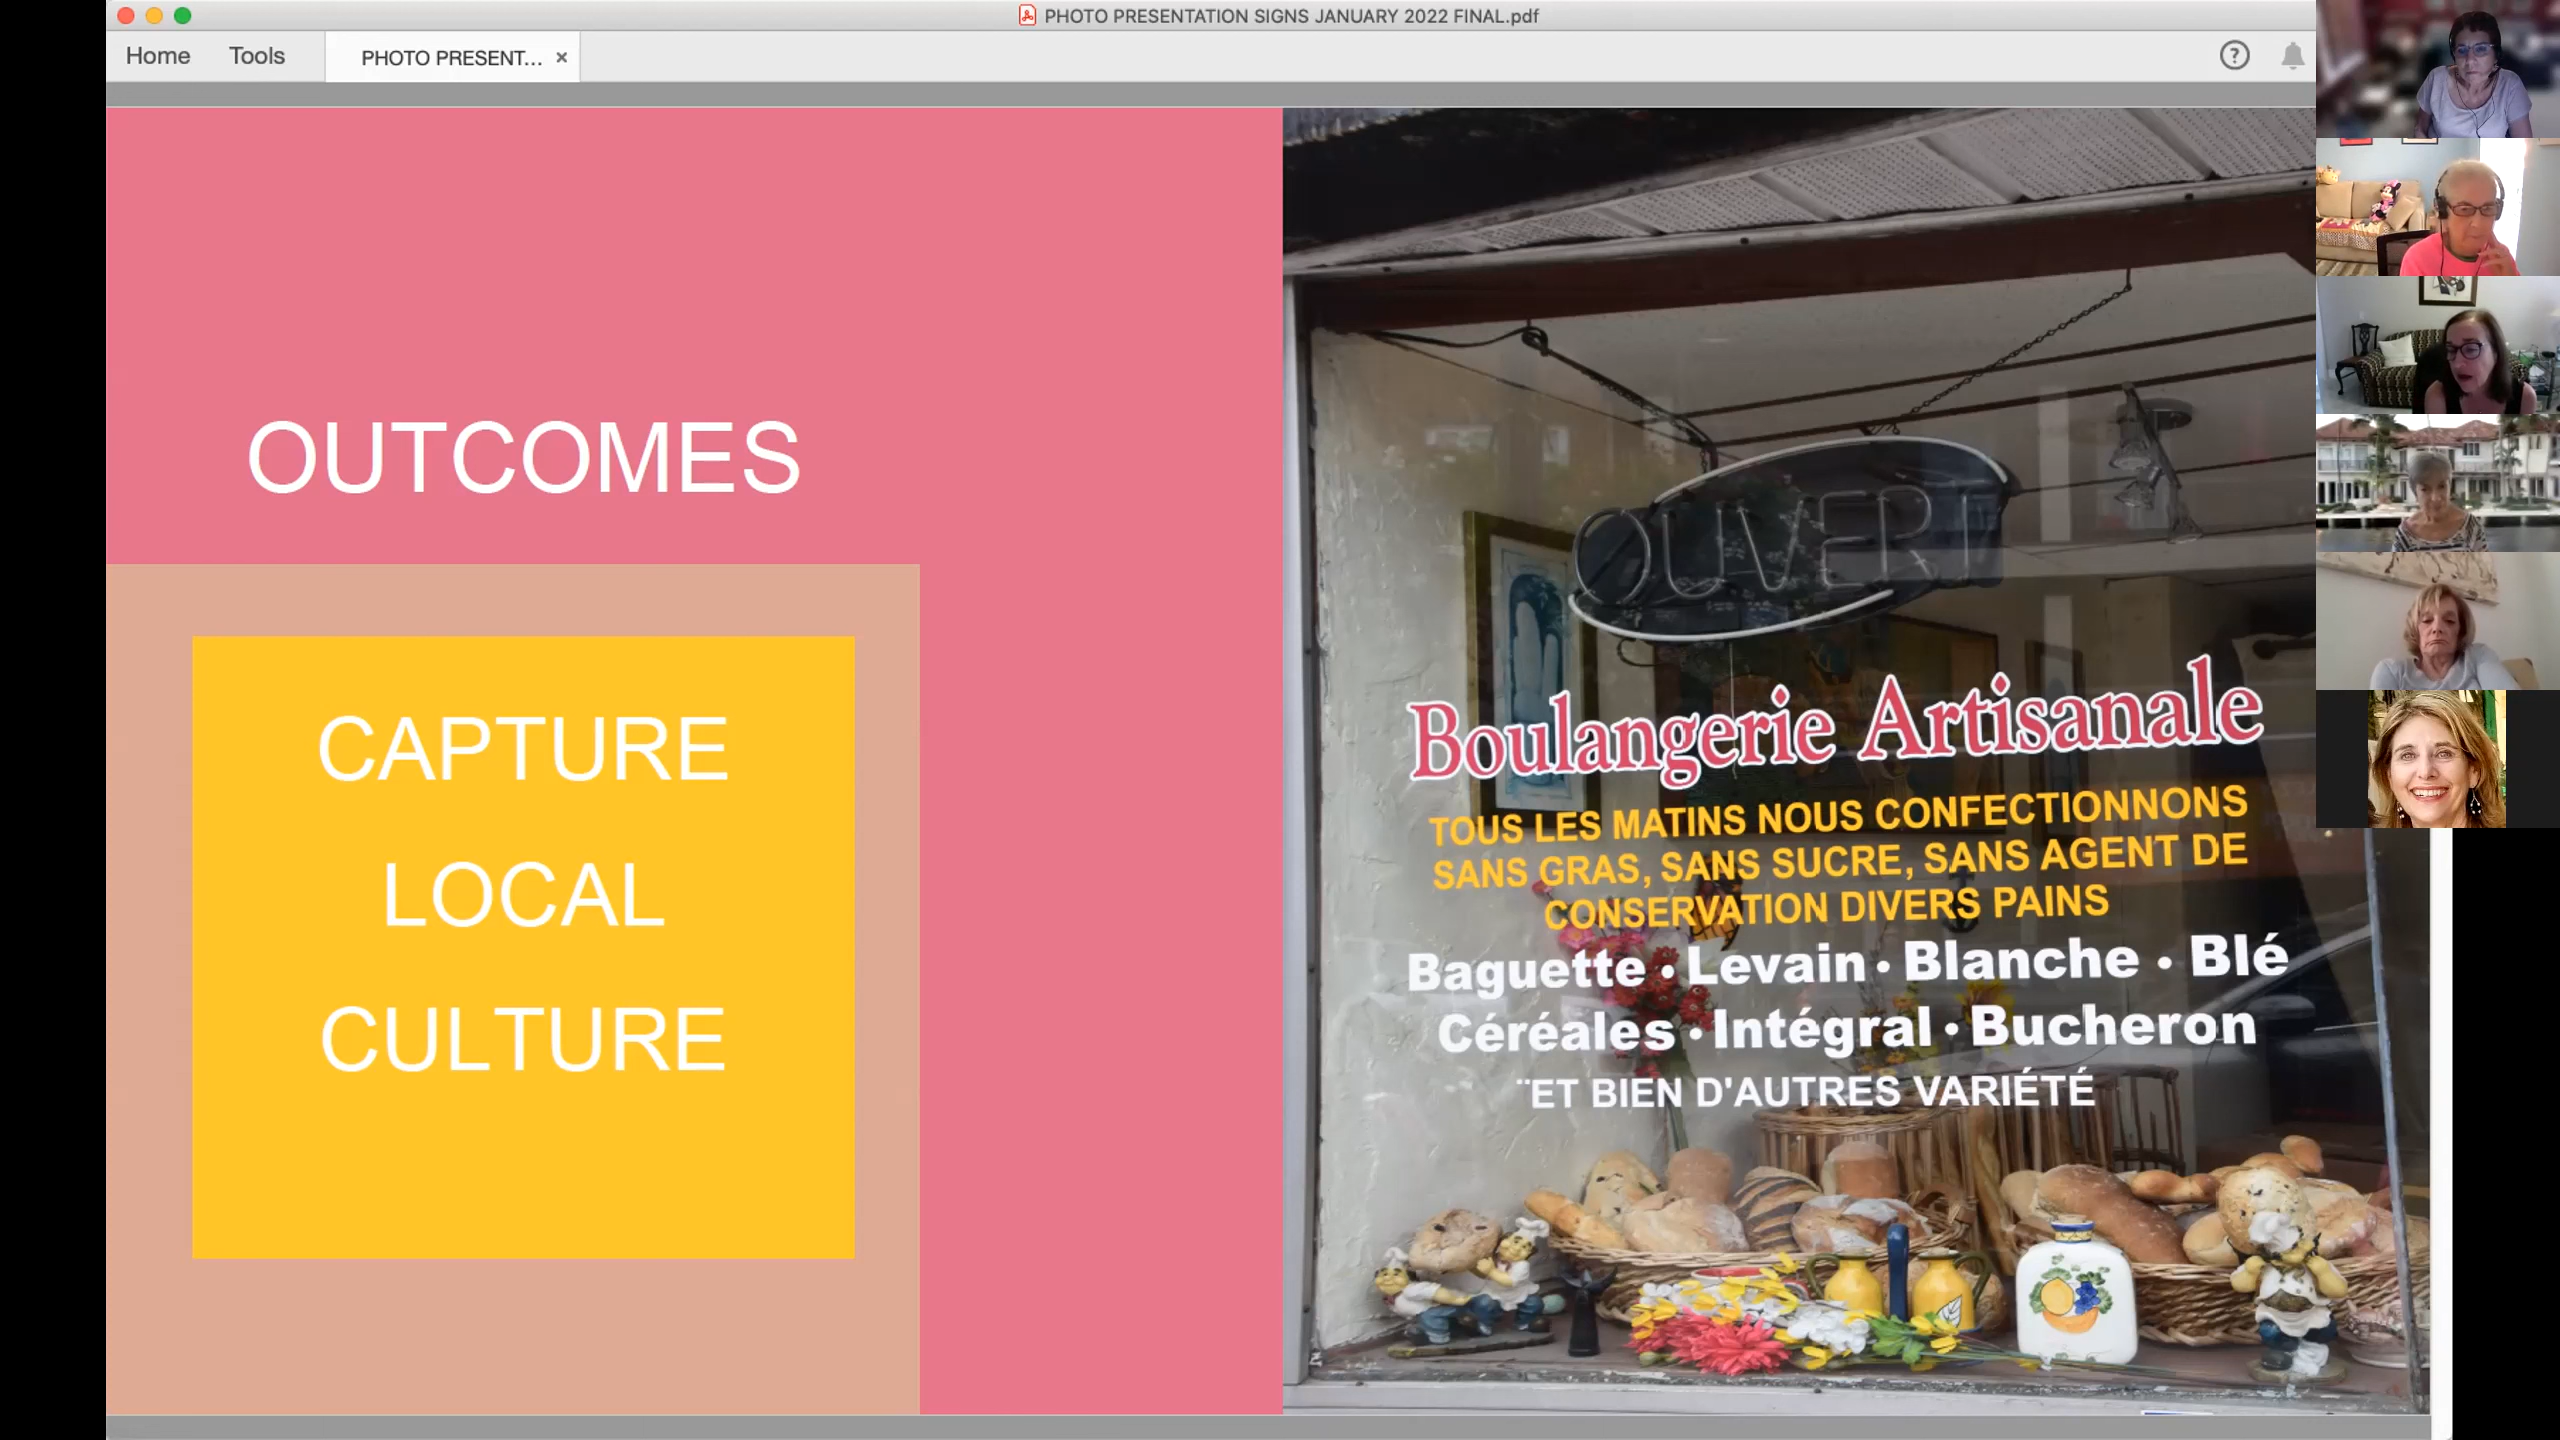 PHOTO PRESENTATION SIGNS JANUARY 2022 FINAL.pdf
Home Tools PHOTO PRESENT... ×
?
OUTCOMES
CAPTURE
LOCAL
CULTURE
OUVERT
Boulangerie Artisanale
TOUS LES MATINS NOUS CONFECTIONNONS
SANS GRAS, SANS SUCRE, SANS AGENT DE
CONSERVATION DIVERS PAINS
Baguette • Levain • Blanche • Blé
Céréales • Intégral • Bucheron
¨ET BIEN D'AUTRES VARIÉTÉ